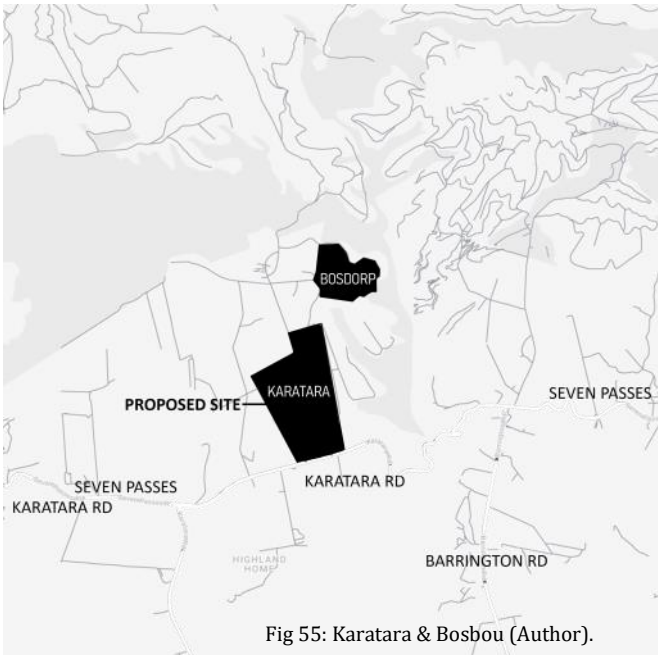 BOSDORP
KARATARA
PROPOSED SITE
SEVEN PASSES
KARATARA RD
SEVEN PASSES
KARATARA RD
BARRINGTON RD
HIGHLAND
HOME
Fig 55: Karatara & Bosbou (Author).